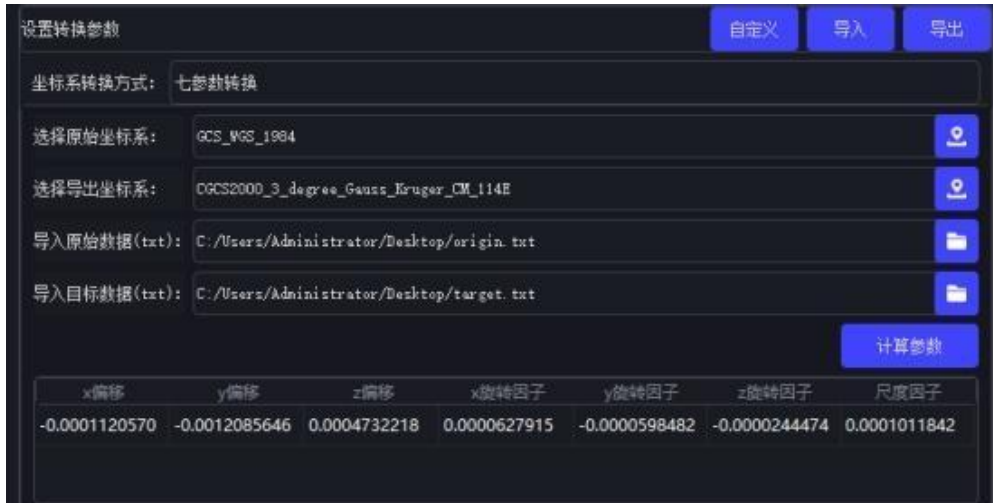 设置转换参数 自定义 导入 导出
坐标系转换方式: 七参数转换
选择原始坐标系: GCS_WGS_1984
选择导出坐标系: CGCS2000_3_degree_Gauss_Kruger_CM_114E
导入原始数据(txt): C:/Users/Administrator/Desktop/origin.txt
导入目标数据(txt): C:/Users/Administrator/Desktop/target.txt
计算参数
x偏移 y偏移 z偏移 x旋转因子 y旋转因子 z旋转因子 尺度因子
-0.0001120570 -0.0012085646 0.0004732218 0.0000627915 -0.0000598482 -0.0000244474 0.0001011842